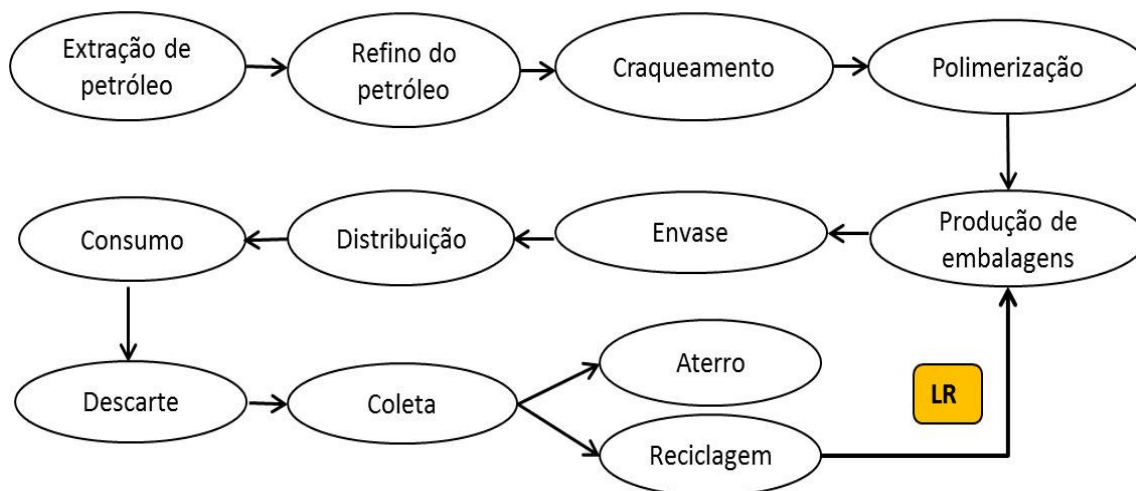 Extração de
petróleo
Refino do
petróleo
Craqueamento
Polimerização
Consumo
Distribuição
Envase
Produção de
embalagens
Descarte
Coleta
Aterro
Reciclagem
LR